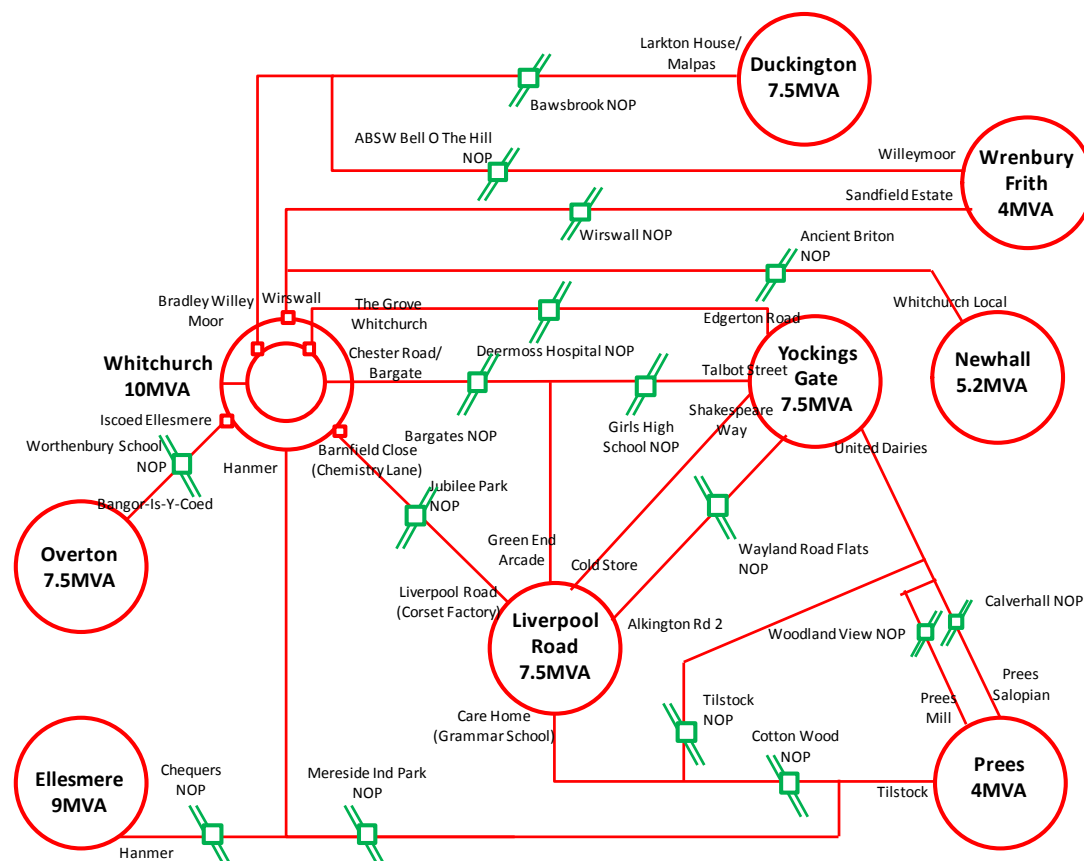 Larkton House/
Malpas
Duckington
7.5MVA
Bawsbrook NOP
ABSW Bell O The Hill
NOP
Willeymoor
Wrenbury
Frith
4MVA
Sandfield Estate
Wirswall NOP
Ancient Briton
NOP
Bradley Willey
Moor
Wirswall
The Grove
Whitchurch
Whitchurch Local
Edgerton Road
Deermoss Hospital NOP
Whitchurch
10MVA
Chester Road/
Bargate
Talbot Street
Yockings
Gate
7.5MVA
Newhall
5.2MVA
Iscoed Ellesmere
Worthenbury School
NOP
Hanmer
Bargates NOP
Barnfield Close
(Chemistry Lane)
Girls High
School NOP
Shakespeare
Way
United Dairies
Jubilee Park
NOP
Bangor-Is-Y-Coed
Overton
7.5MVA
Green End
Arcade
Cold Store
Wayland Road Flats
NOP
Liverpool Road
(Corset Factory)
Liverpool
Road
7.5MVA
Alkington Rd 2
Woodland View NOP
Calverhall NOP
Prees
Mill
Prees
Salopian
Care Home
(Grammar School)
Tilstock
NOP
Cotton Wood
NOP
Ellesmere
9MVA
Chequers
NOP
Mereside Ind Park
NOP
Tilstock
Prees
4MVA
Hanmer